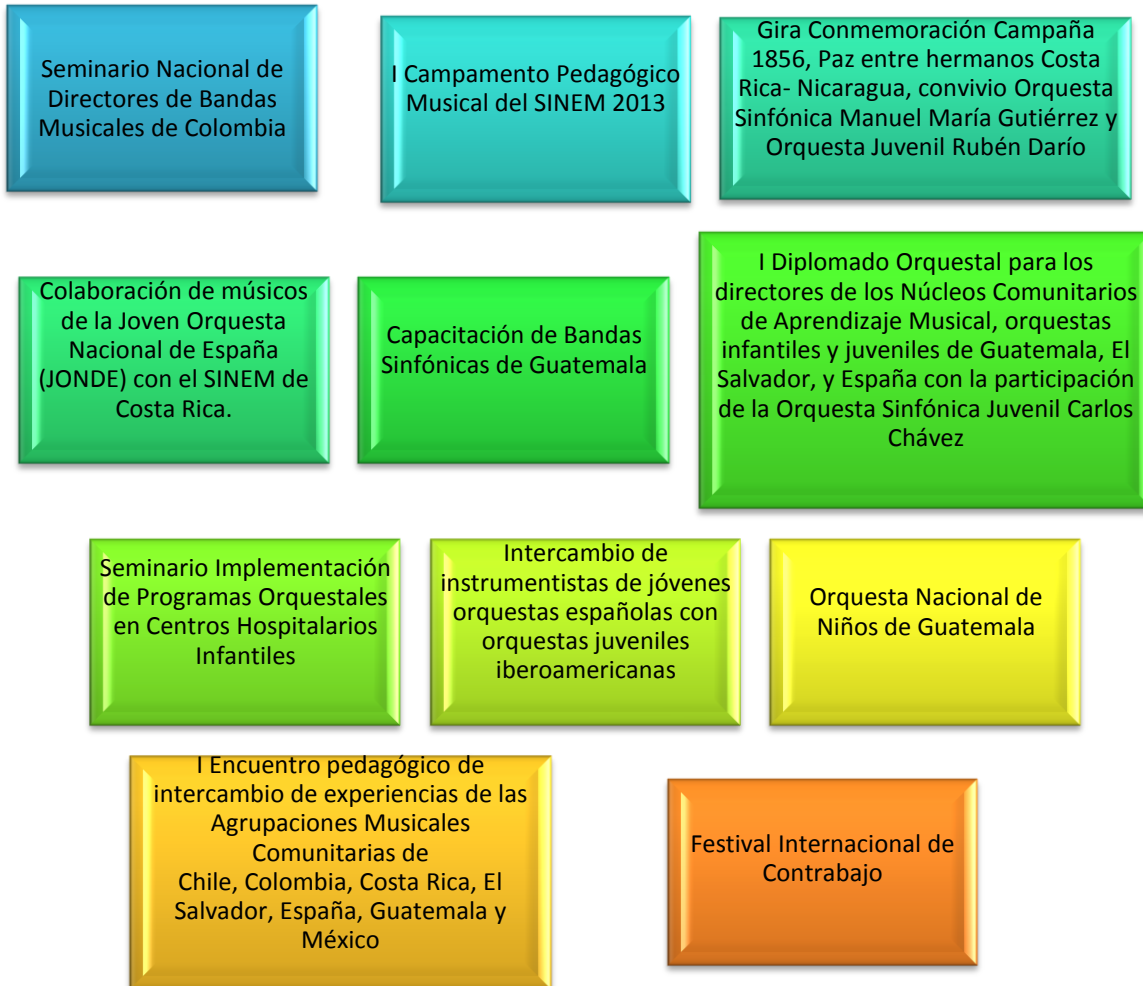 Seminario Nacional de
Directores de Bandas
Musicales de Colombia
I Campamento Pedagógico
Musical del SINEM 2013
Gira Conmemoración Campaña
1856, Paz entre hermanos Costa
Rica- Nicaragua, convivio Orquesta
Sinfónica Manuel María Gutiérrez y
Orquesta Juvenil Rubén Darío
Colaboración de músicos
de la Joven Orquesta
Nacional de España
(JONDE) con el SINEM de
Costa Rica.
Capacitación de Bandas
Sinfónicas de Guatemala
I Diplomado Orquestal para los
directores de los Núcleos Comunitarios
de Aprendizaje Musical, orquestas
infantiles y juveniles de Guatemala, El
Salvador, y España con la participación
de la Orquesta Sinfónica Juvenil Carlos
Chávez
Seminario Implementación
de Programas Orquestales
en Centros Hospitalarios
Infantiles
Intercambio de
instrumentistas de jóvenes
orquestas españolas con
orquestas juveniles
iberoamericanas
Orquesta Nacional de
Niños de Guatemala
I Encuentro pedagógico de
intercambio de experiencias de las
Agrupaciones Musicales
Comunitarias de
Chile, Colombia, Costa Rica, El
Salvador, España, Guatemala y
México
Festival Internacional de
Contrabajo